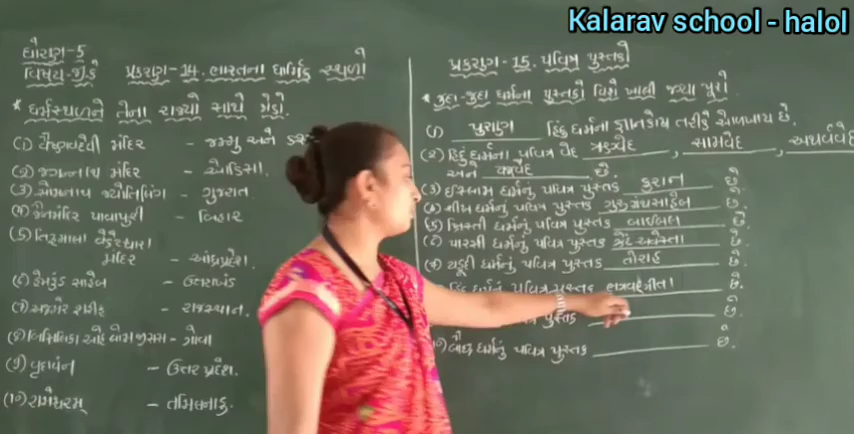 Kalarav school - halol
ધોરણ-5
વિષય-જી.કે
પ્રકરણ-14. ભારતના ધાર્મિક સ્થળો
* ધર્મસ્થળને તેના રાજ્યો સાથે જોડો.
(1) વૈષ્ણવદેવી મંદિર - જમ્મુ અને
(2) જગન્નાથ મંદિર - ઓડિસા.
(3) સોમનાથ જ્યોતિર્લિંગ - ગુજરાત
(4) જૈનમંદિર પાવાપુરી - બિહાર
(5) તિરૂમાલા વેંકટેશ્વરા
મંદિર - આંધ્રપ્રદેશ.
(6) હેમકુંડ સાહેબ - ઉત્તરાખંડ
(7) અજમેર શરીફ - રાજસ્થાન.
(8) બેસિલિકા ઓફ બોમ જીસસ - ગોવા
(9) વૃંદાવન - ઉત્તર પ્રદેશ.
(10) રામેશ્વરમ્ - તમિલનાડુ.
પ્રકરણ-15. પવિત્ર પુસ્તકો
* જુદા-જુદા ધર્મના પુસ્તકો વિશે ખાલી જગ્યા પૂરો
(1) પુરાણ હિંદુ ધર્મના જ્ઞાનકોષ તરીકે ઓળખાય છે.
(2) હિંદુ ધર્મના પવિત્ર વેદ ઋગ્વેદ, સામવેદ, અથર્વવેદ
અને યજુર્વેદ છે.
(3) ઈસ્લામ ધર્મનું પવિત્ર પુસ્તક કુરાન છે.
(4) શીખ ધર્મનું પવિત્ર પુસ્તક ગુરુગ્રંથસાહેબ છે.
(5) ખ્રિસ્તી ધર્મનું પવિત્ર પુસ્તક બાઈબલ છે.
(6) પારસી ધર્મનું પવિત્ર પુસ્તક ઝેંદ અવેસ્તા છે.
(7) યહૂદી ધર્મનું પવિત્ર પુસ્તક તોરાહ છે.
હિંદુ ધર્મનું પવિત્ર પુસ્તક ભગવદ્ગીતા છે.
પુસ્તક ________ છે.
(10) બૌદ્ધ ધર્મનું પવિત્ર પુસ્તક ________ છે.